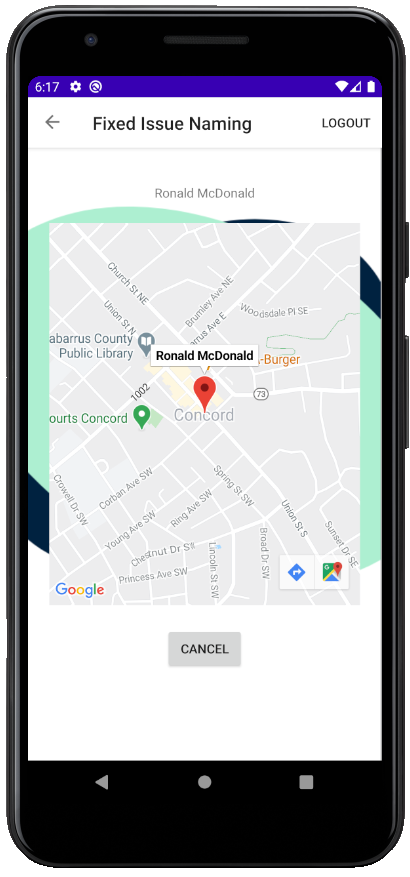 6:17
Fixed Issue Naming
LOGOUT
Ronald McDonald
Church St NE
Union St N
Brumley Ave NE
Woodsdale Pl SE
abarrus County
Public Library
barrus Ave E
Ronald McDonald
-Burger
1002
73
ourts Concord
Concord
Crowell Dr SW
Corban Ave SW
Spring St SW
Ring Ave SW
Young Ave SW
Union St S
Chestnut Dr SW
Lincoln St SW
Broad Dr SW
Sunset Dr SE
Princess Ave SW
Google
G
CANCEL